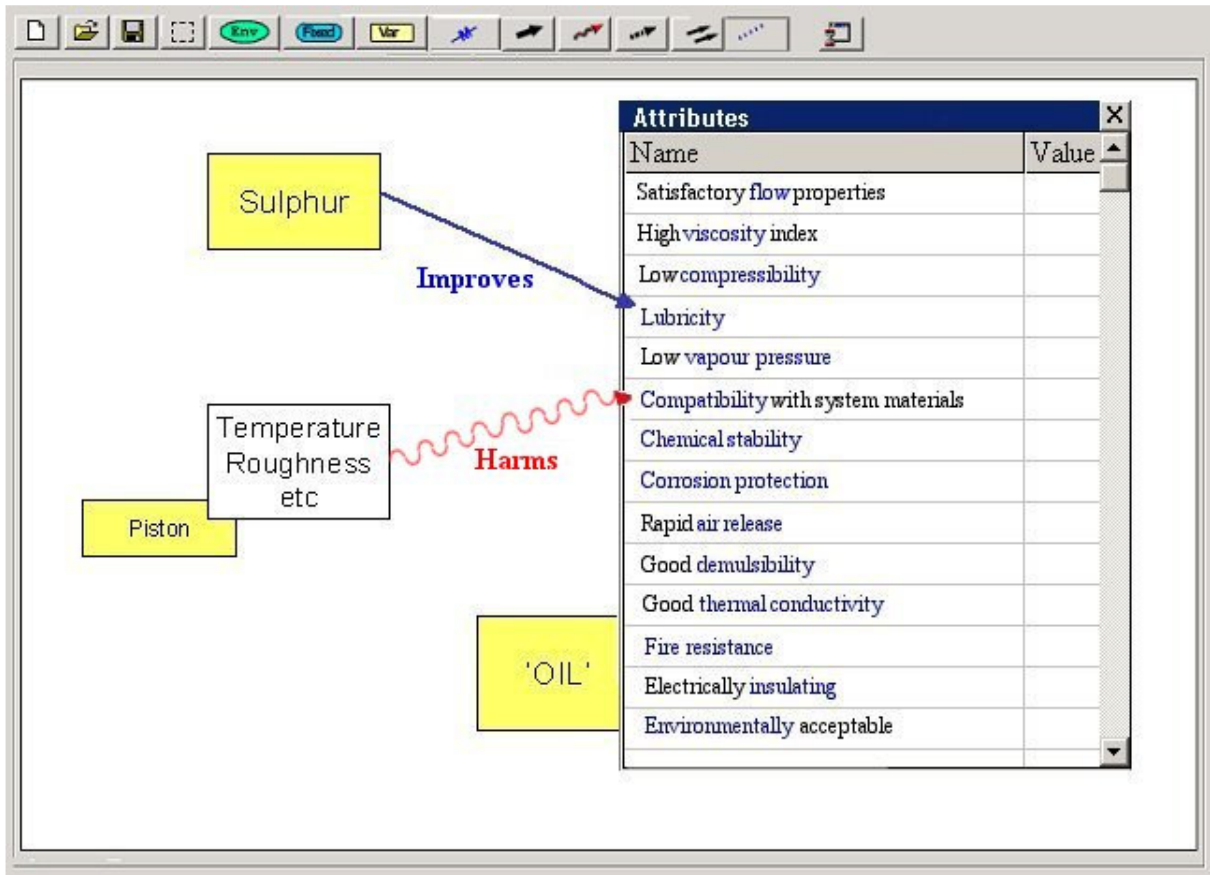 Env
Fixed
Var
Attributes
Name Value
Satisfactory flow properties
High viscosity index
Low compressibility
Lubricity
Low vapour pressure
Compatibility with system materials
Chemical stability
Corrosion protection
Rapid air release
Good demulsibility
Good thermal conductivity
Fire resistance
Electrically insulating
Environmentally acceptable
Sulphur
Improves
Temperature
Roughness
etc
Harms
Piston
'OIL'